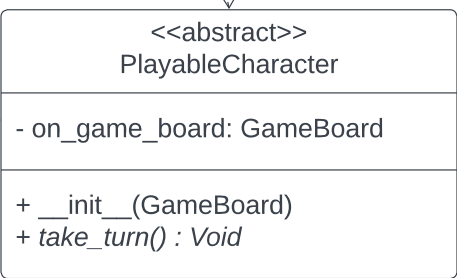 <<abstract>>
PlayableCharacter
- on_game_board: GameBoard
+ __init__(GameBoard)
+ take_turn() : Void